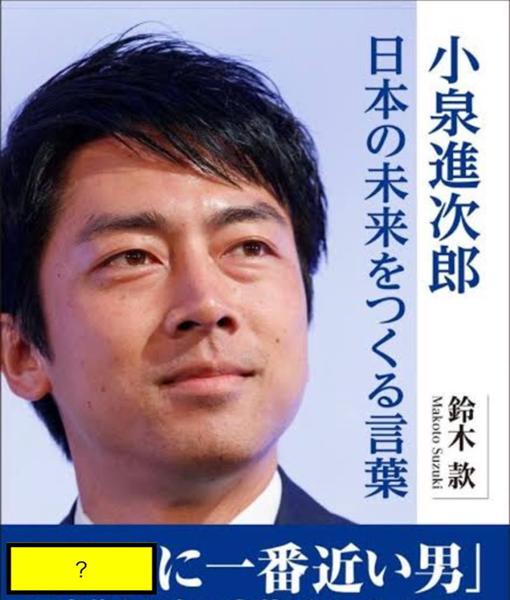 小泉進次郎
日本の未来をつくる言葉
鈴木 款
Makoto Suzuki
?
に一番近い男」